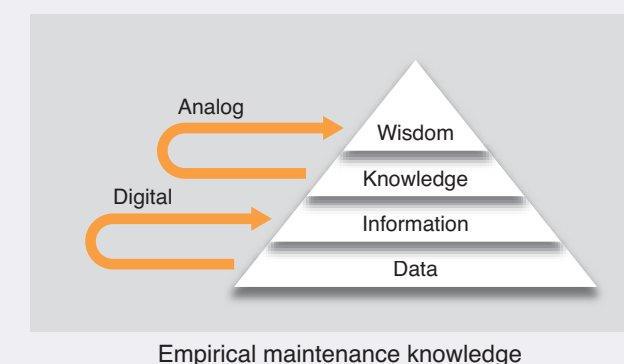 Analog
Wisdom
Knowledge
Digital
Information
Data
Empirical maintenance knowledge